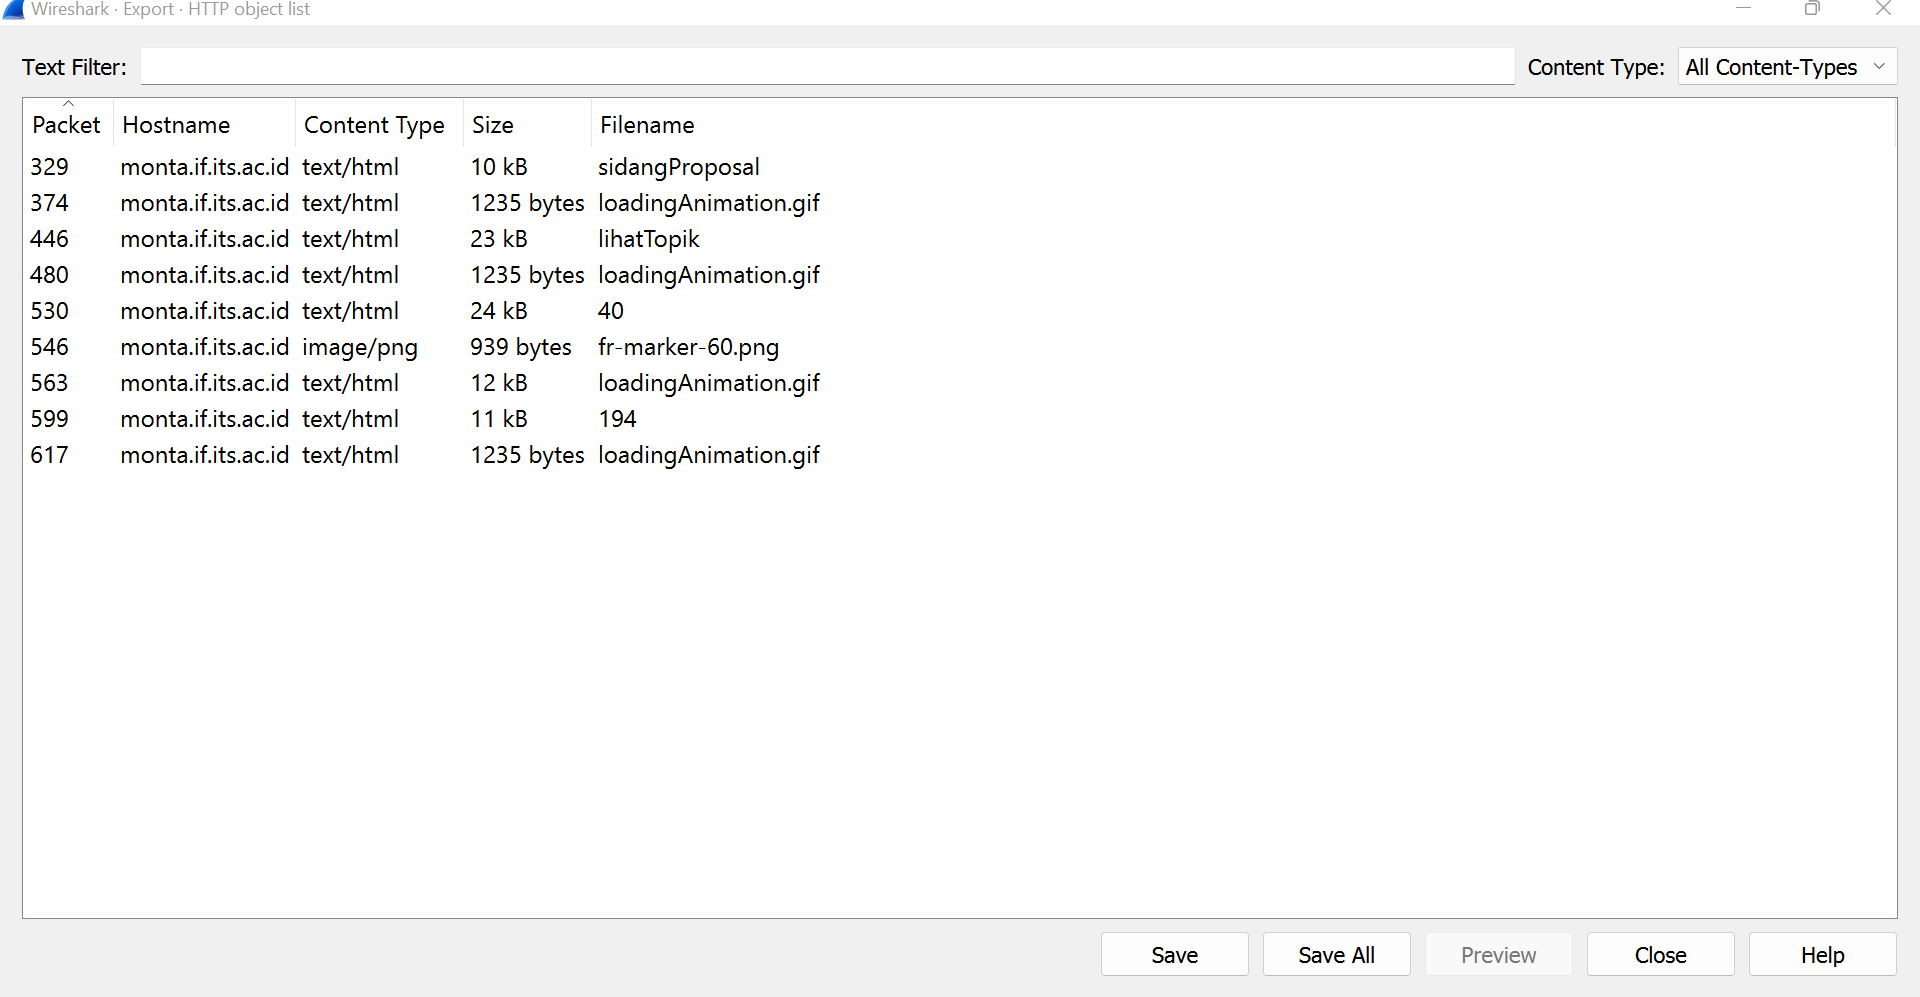 Wireshark · Export · HTTP object list
Text Filter: Content Type: All Content-Types
Packet Hostname Content Type Size Filename
329 monta.if.its.ac.id text/html 10 kB sidangProposal
374 monta.if.its.ac.id text/html 1235 bytes loadingAnimation.gif
446 monta.if.its.ac.id text/html 23 kB lihatTopik
480 monta.if.its.ac.id text/html 1235 bytes loadingAnimation.gif
530 monta.if.its.ac.id text/html 24 kB 40
546 monta.if.its.ac.id image/png 939 bytes fr-marker-60.png
563 monta.if.its.ac.id text/html 12 kB loadingAnimation.gif
599 monta.if.its.ac.id text/html 11 kB 194
617 monta.if.its.ac.id text/html 1235 bytes loadingAnimation.gif
Save Save All Preview Close Help